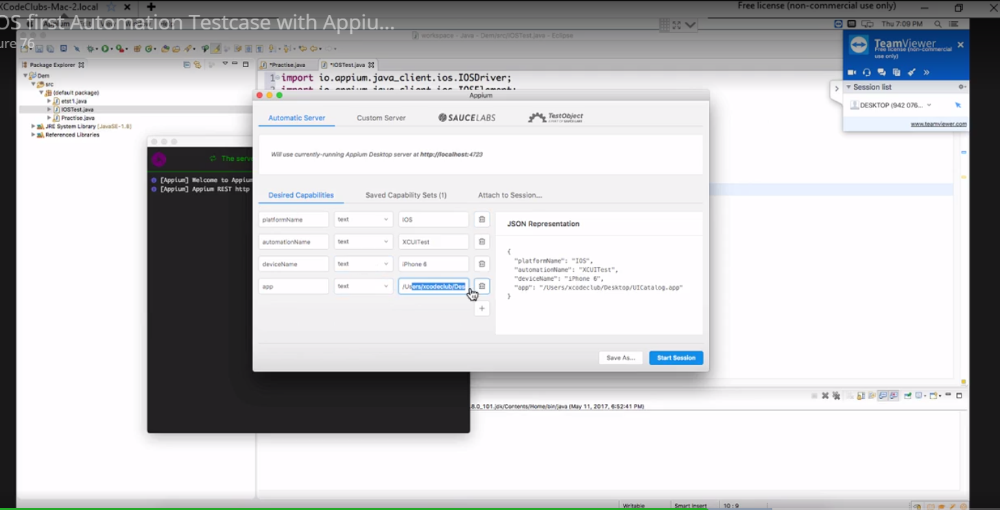 XCodeClubs-Mac-2.local
Free license (non-commercial use only)
OS first Automation Testcase with Appiu...
ure 76
Thu 7:09 PM
workspace - Java - Dem/src/IOSTest.java - Eclipse
TeamViewer
Free license (non-commercial
use only)
Package Explorer
*Practise.java
*IOSTest.java
Dem
src
(default package)
etst1.java
IOSTest.java
Practise.java
JRE System Library [JavaSE-1.8]
Referenced Libraries
1 import io.appium.java_client.ios.IOSDriver;
import io.appium.java_client.ios.IOSElement;
Session list
DESKTOP (942 076...
www.teamviewer.com
Appium
Automatic Server
Custom Server
SAUCELABS
TestObject
A PART OF SAUCE LABS
Will use currently-running Appium Desktop server at http://localhost:4723
The serve
[Appium] Welcome to Appium
[Appium] Appium REST http
Desired Capabilities
Saved Capability Sets (1)
Attach to Session...
platformName
text
IOS
automationName
text
XCUITest
deviceName
text
iPhone 6
app
text
/Users/xcodeclub/Des
+
JSON Representation
{
"platformName": "IOS",
"automationName": "XCUITest",
"deviceName": "iPhone 6",
"app": "/Users/xcodeclub/Desktop/UICatalog.app"
}
Save As...
Start Session
8.0_101.jdk/Contents/Home/bin/java (May 11, 2017, 6:52:41 PM)
Writable
Smart Insert
10 : 9